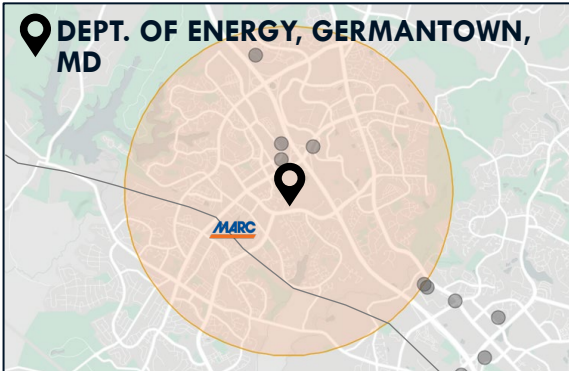 DEPT. OF ENERGY, GERMANTOWN,
MD
MARC